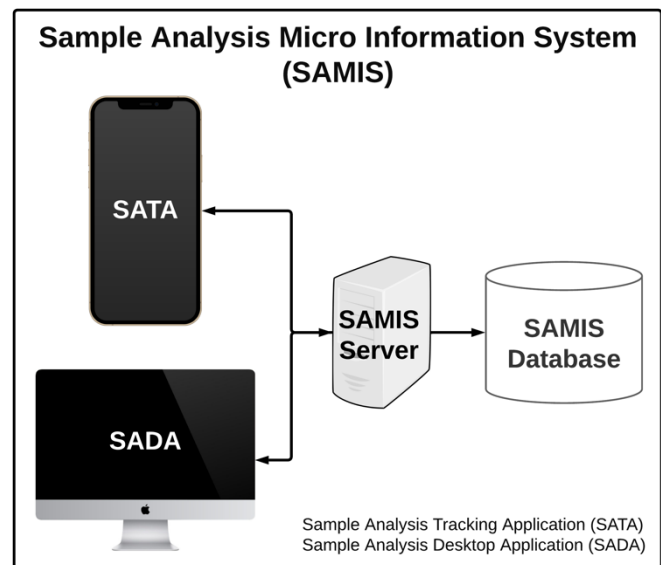 Sample Analysis Micro Information System
(SAMIS)
SATA
SAMIS
Server
SAMIS
Database
SADA
Sample Analysis Tracking Application (SATA)
Sample Analysis Desktop Application (SADA)